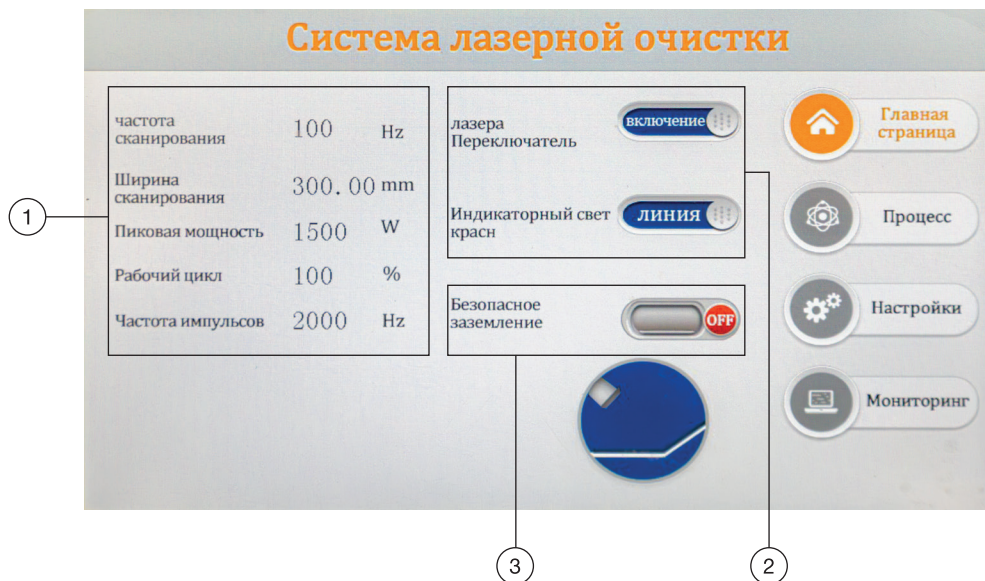 Система лазерной очистки
частота
сканирования
100 Hz
Ширина
сканирования
300.00 mm
Пиковая мощность 1500 W
Рабочий цикл 100 %
Частота импульсов 2000 Hz
1
лазера
Переключатель
включение
Индикаторный свет
красн
линия
2
Безопасное
заземление
OFF
3
Главная
страница
Процесс
Настройки
Мониторинг